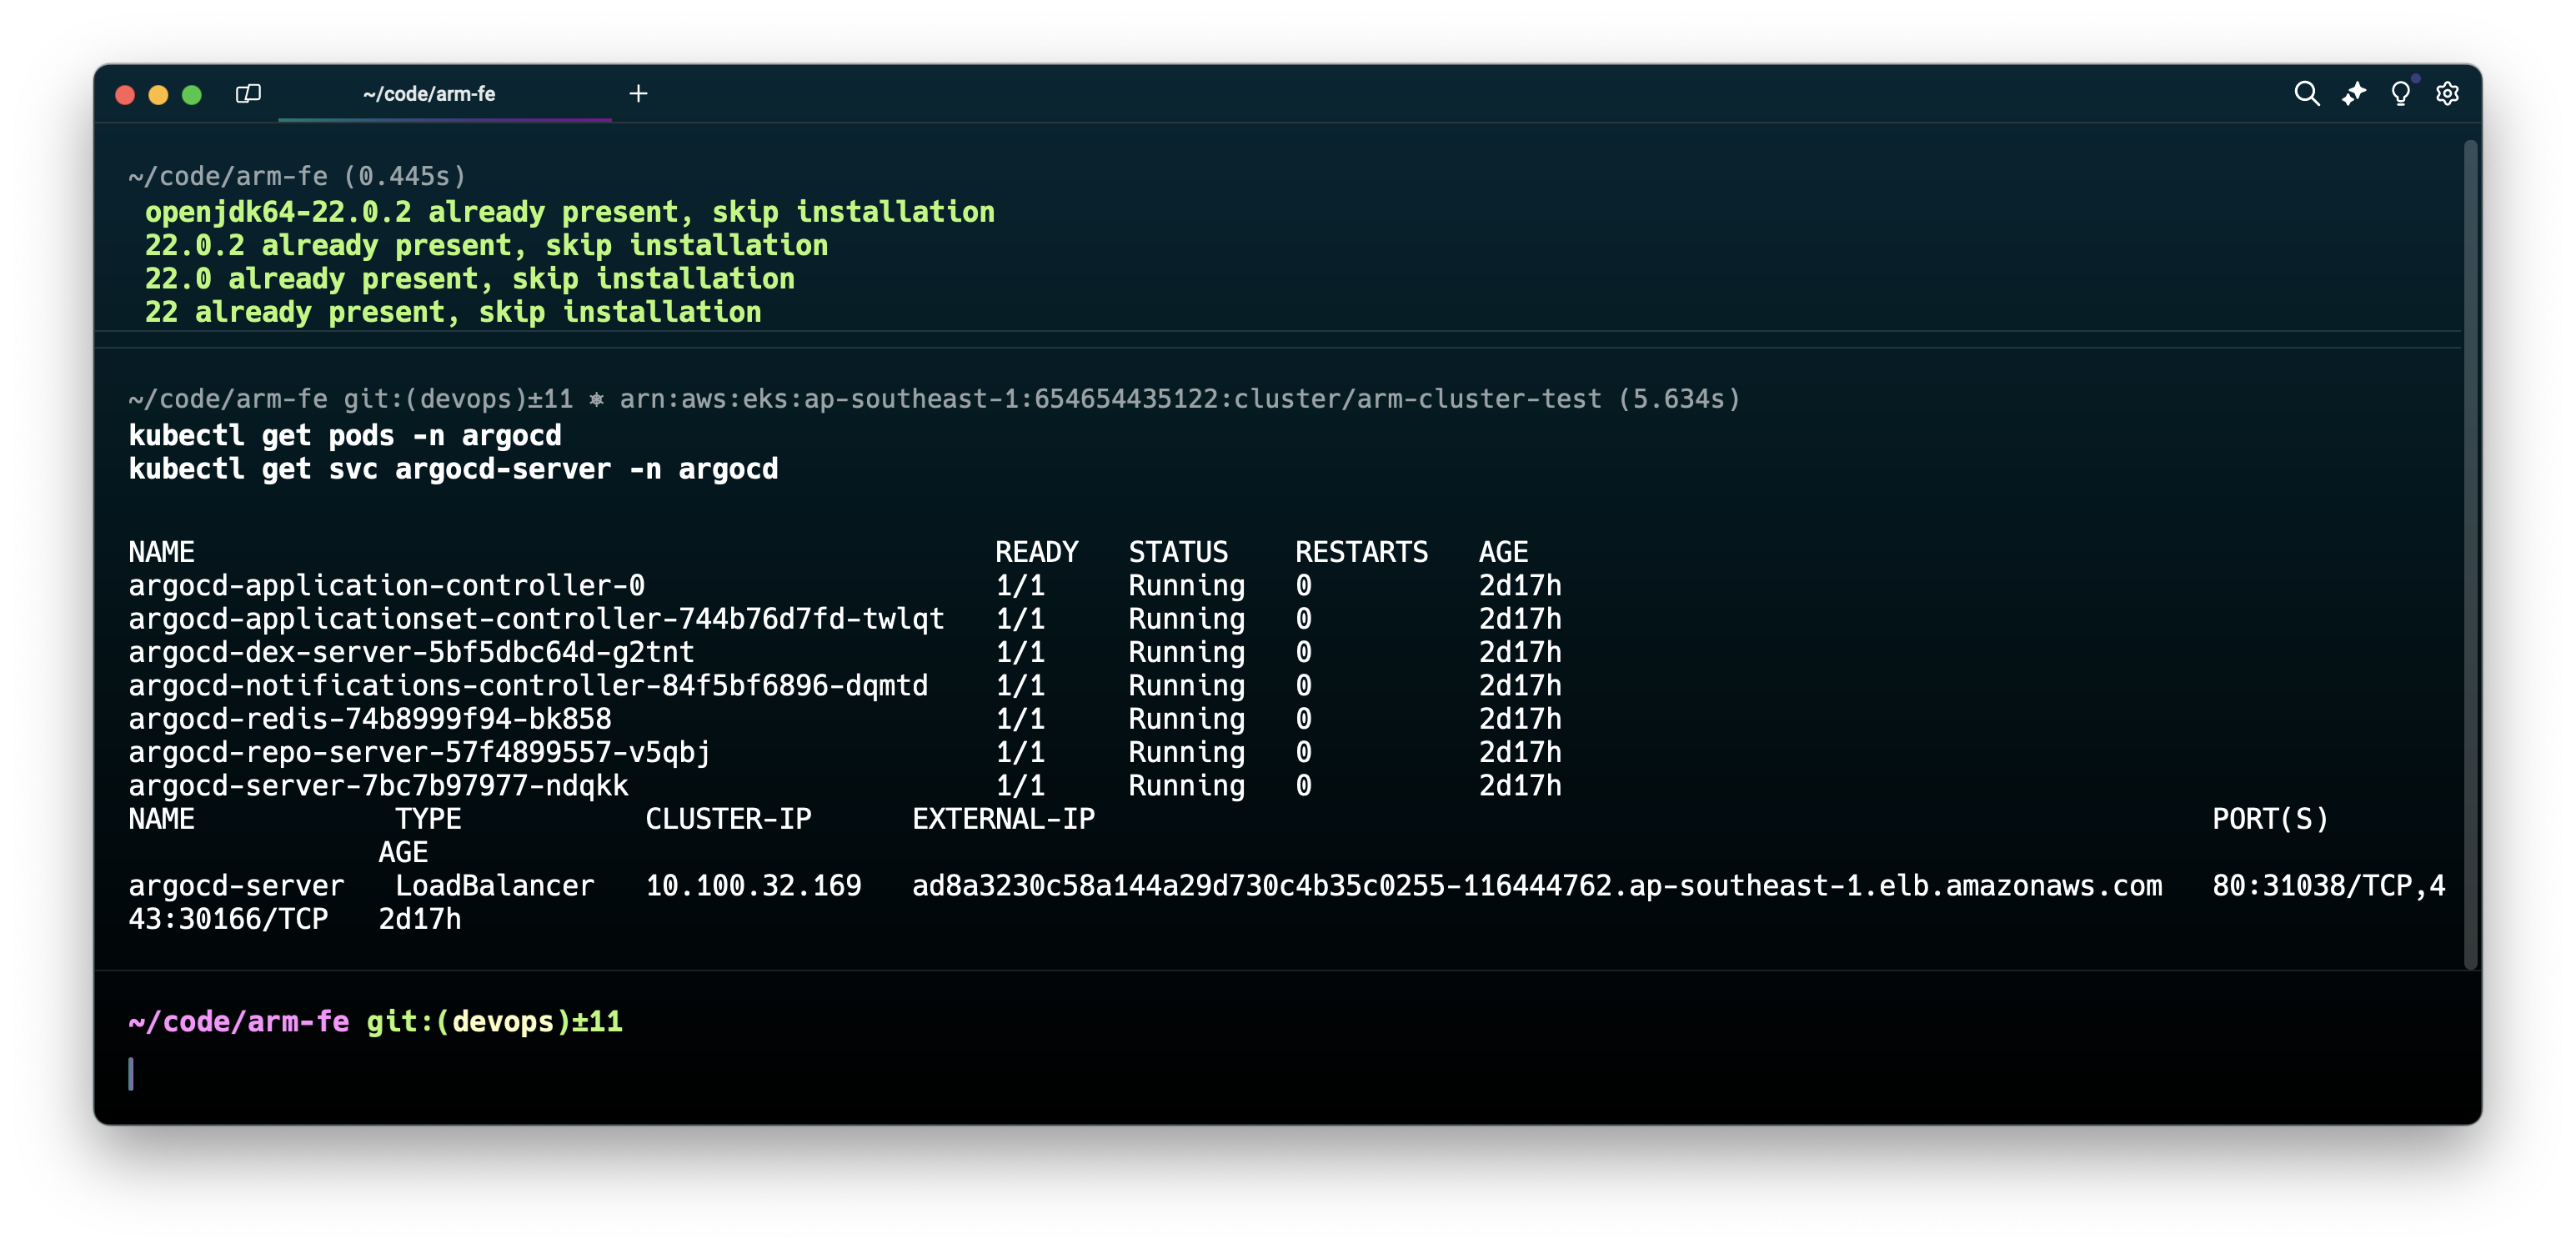 ~/code/arm-fe
~/code/arm-fe (0.445s)
openjdk64-22.0.2 already present, skip installation
22.0.2 already present, skip installation
22.0 already present, skip installation
22 already present, skip installation
~/code/arm-fe git:(devops)±11 ⎈ arn:aws:eks:ap-southeast-1:654654435122:cluster/arm-cluster-test (5.634s)
kubectl get pods -n argocd
kubectl get svc argocd-server -n argocd
NAME READY STATUS RESTARTS AGE
argocd-application-controller-0 1/1 Running 0 2d17h
argocd-applicationset-controller-744b76d7fd-twlqt 1/1 Running 0 2d17h
argocd-dex-server-5bf5dbc64d-g2tnt 1/1 Running 0 2d17h
argocd-notifications-controller-84f5bf6896-dqmtd 1/1 Running 0 2d17h
argocd-redis-74b8999f94-bk858 1/1 Running 0 2d17h
argocd-repo-server-57f4899557-v5qbj 1/1 Running 0 2d17h
argocd-server-7bc7b97977-ndqkk 1/1 Running 0 2d17h
NAME TYPE CLUSTER-IP EXTERNAL-IP PORT(S)
AGE
argocd-server LoadBalancer 10.100.32.169 ad8a3230c58a144a29d730c4b35c0255-116444762.ap-southeast-1.elb.amazonaws.com 80:31038/TCP,4
43:30166/TCP 2d17h
~/code/arm-fe git:(devops)±11